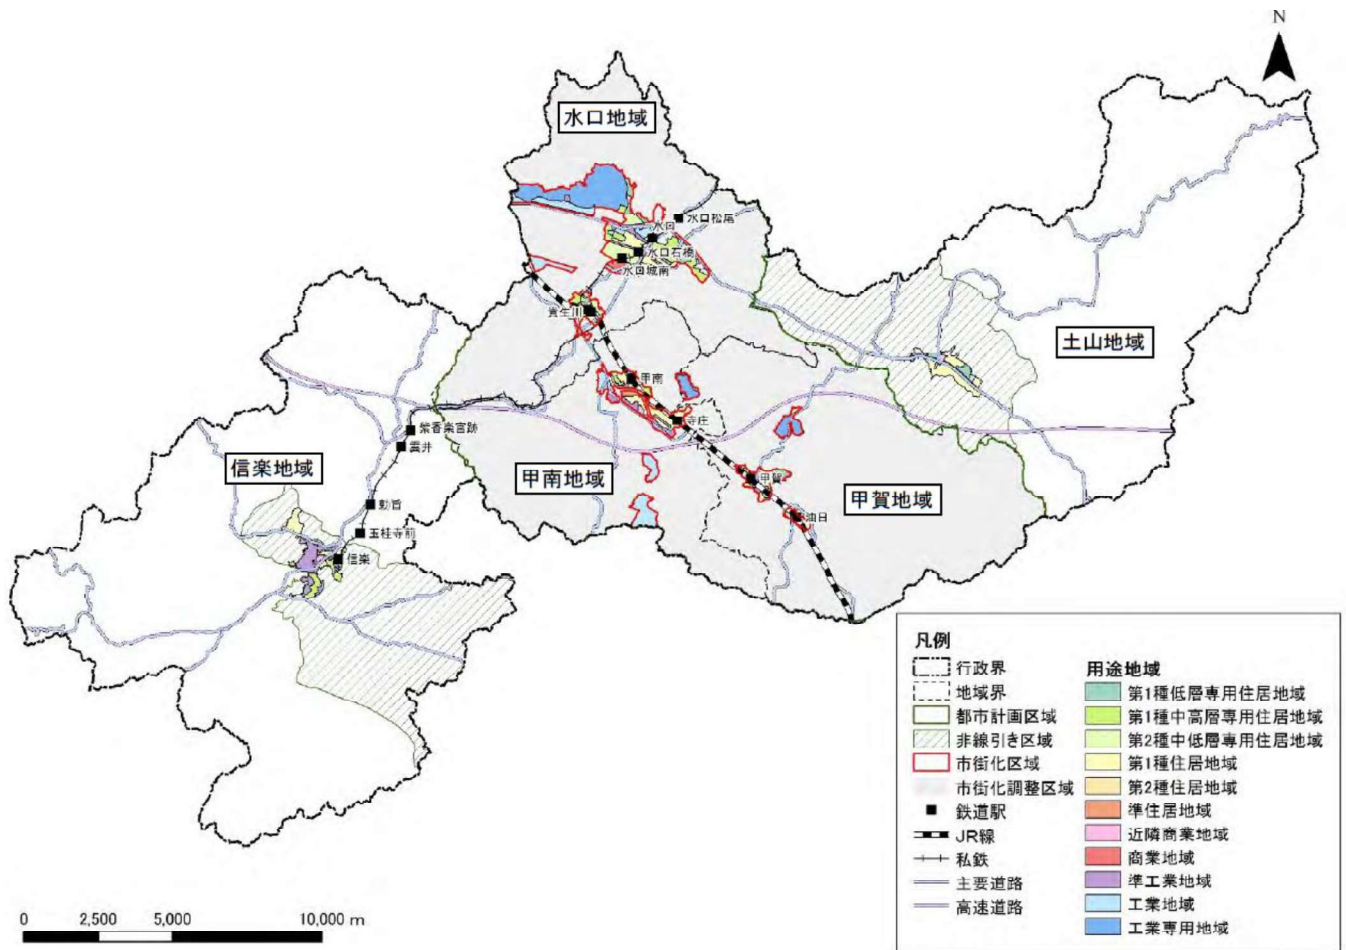 N
水口地域
水口松尾
水口
水口石橋
水口城南
貴生川
土山地域
甲南
寺庄
紫香楽宮跡
雲井
信楽地域
甲南地域
甲賀
甲賀地域
勅旨
油日
玉桂寺前
信楽
凡例
行政界
地域界
都市計画区域
非線引き区域
市街化区域
市街化調整区域
鉄道駅
JR線
私鉄
主要道路
高速道路
用途地域
第1種低層専用住居地域
第1種中高層専用住居地域
第2種中低層専用住居地域
第1種住居地域
第2種住居地域
準住居地域
近隣商業地域
商業地域
準工業地域
工業地域
工業専用地域
0 2,500 5,000 10,000 m